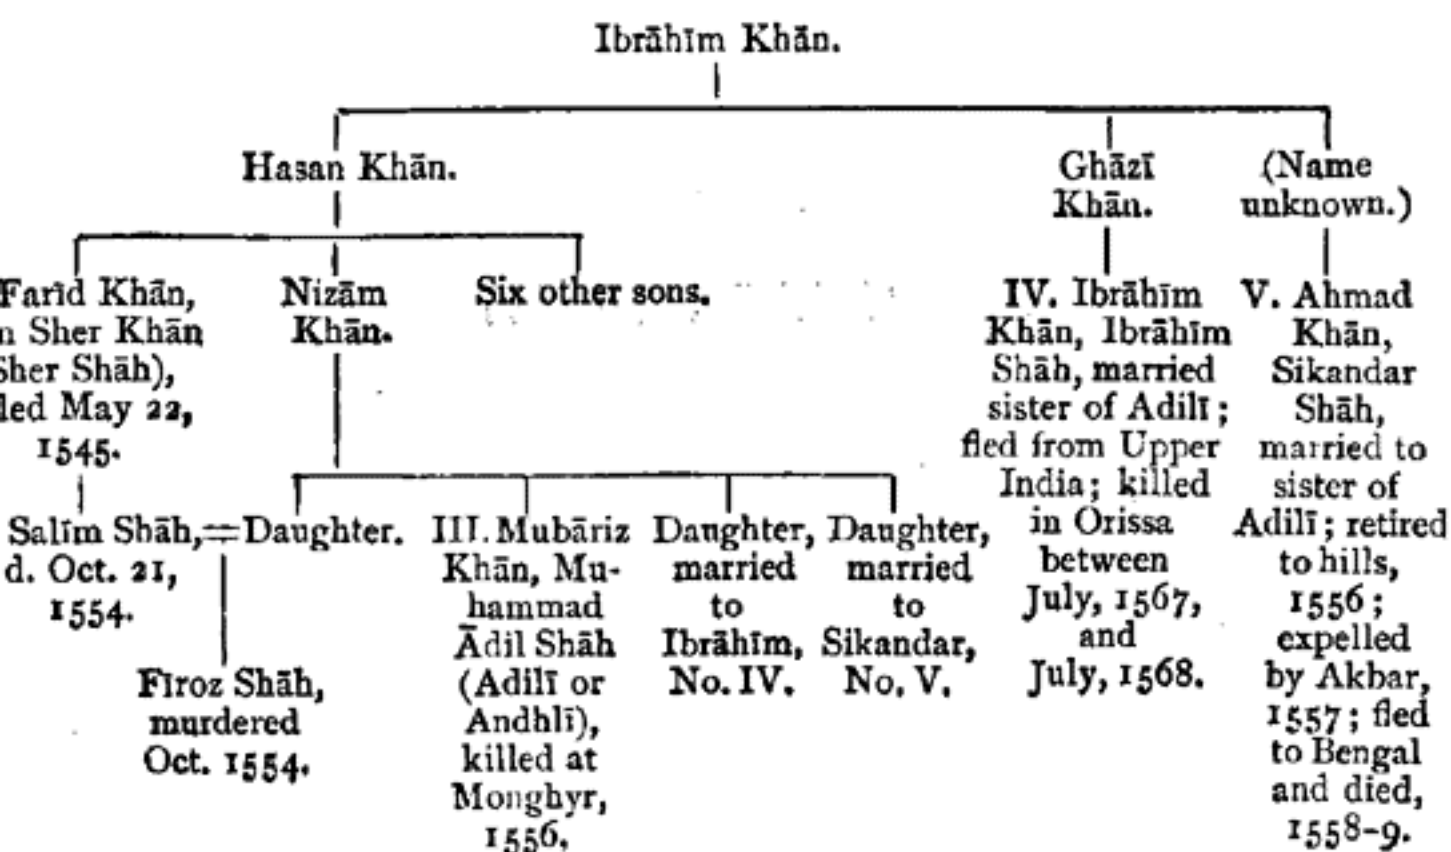 Ibrāhīm Khān.
Hasan Khān.
Ghāzī
Khān.
(Name
unknown.)
Farīd Khān,
n Sher Khān
Sher Shāh),
led May 22,
1545.
Nizām
Khān.
Six other sons.
IV. Ibrāhīm
Khān, Ibrāhīm
Shāh, married
sister of Adilī;
fled from Upper
India; killed
in Orissa
between
July, 1567,
and
July, 1568.
V. Ahmad
Khān,
Sikandar
Shāh,
married to
sister of
Adilī; retired
to hills,
1556;
expelled
by Akbar,
1557; fled
to Bengal
and died,
1558-9.
Salīm Shāh,=Daughter.
d. Oct. 21,
1554.
III. Mubāriz
Khān, Mu-
hammad
Ādil Shāh
(Adilī or
Andhlī),
killed at
Monghyr,
1556.
Daughter,
married
to
Ibrāhīm,
No. IV.
Daughter,
married
to
Sikandar,
No. V.
Fīroz Shāh,
murdered
Oct. 1554.